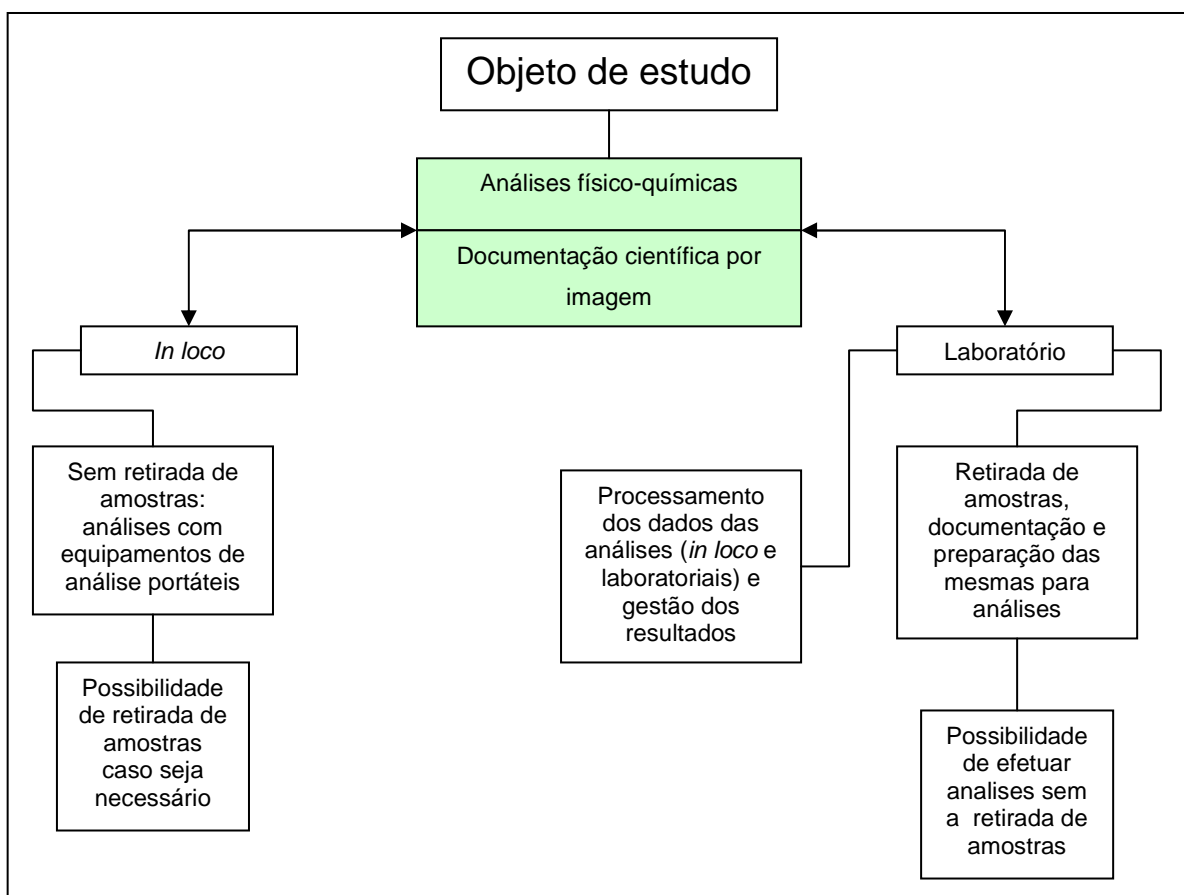 Objeto de estudo
Análises físico-químicas
Documentação científica por
imagem
In loco
Laboratório
Sem retirada de
amostras:
análises com
equipamentos de
análise portáteis
Possibilidade
de retirada de
amostras
caso seja
necessário
Processamento
dos dados das
análises (in loco e
laboratoriais) e
gestão dos
resultados
Retirada de
amostras,
documentação e
preparação das
mesmas para
análises
Possibilidade
de efetuar
analises sem
a retirada de
amostras